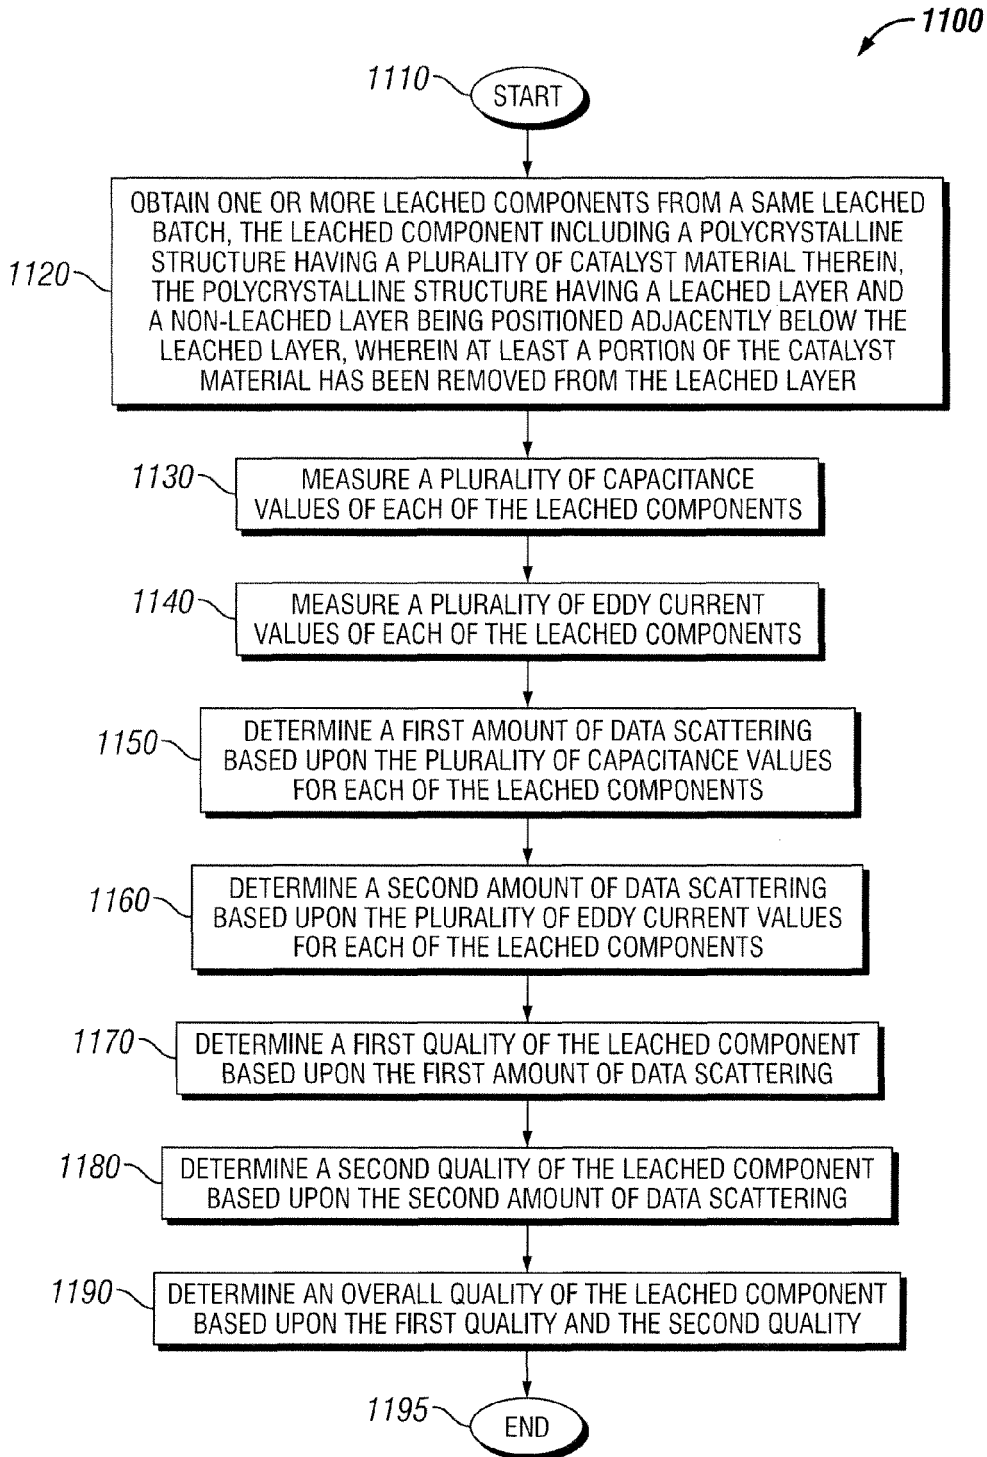 1100
1110
START
1120
OBTAIN ONE OR MORE LEACHED COMPONENTS FROM A SAME LEACHED
BATCH, THE LEACHED COMPONENT INCLUDING A POLYCRYSTALLINE
STRUCTURE HAVING A PLURALITY OF CATALYST MATERIAL THEREIN,
THE POLYCRYSTALLINE STRUCTURE HAVING A LEACHED LAYER AND
A NON-LEACHED LAYER BEING POSITIONED ADJACENTLY BELOW THE
LEACHED LAYER, WHEREIN AT LEAST A PORTION OF THE CATALYST
MATERIAL HAS BEEN REMOVED FROM THE LEACHED LAYER
1130
MEASURE A PLURALITY OF CAPACITANCE
VALUES OF EACH OF THE LEACHED COMPONENTS
1140
MEASURE A PLURALITY OF EDDY CURRENT
VALUES OF EACH OF THE LEACHED COMPONENTS
1150
DETERMINE A FIRST AMOUNT OF DATA SCATTERING
BASED UPON THE PLURALITY OF CAPACITANCE VALUES
FOR EACH OF THE LEACHED COMPONENTS
1160
DETERMINE A SECOND AMOUNT OF DATA SCATTERING
BASED UPON THE PLURALITY OF EDDY CURRENT VALUES
FOR EACH OF THE LEACHED COMPONENTS
1170
DETERMINE A FIRST QUALITY OF THE LEACHED COMPONENT
BASED UPON THE FIRST AMOUNT OF DATA SCATTERING
1180
DETERMINE A SECOND QUALITY OF THE LEACHED COMPONENT
BASED UPON THE SECOND AMOUNT OF DATA SCATTERING
1190
DETERMINE AN OVERALL QUALITY OF THE LEACHED COMPONENT
BASED UPON THE FIRST QUALITY AND THE SECOND QUALITY
1195
END